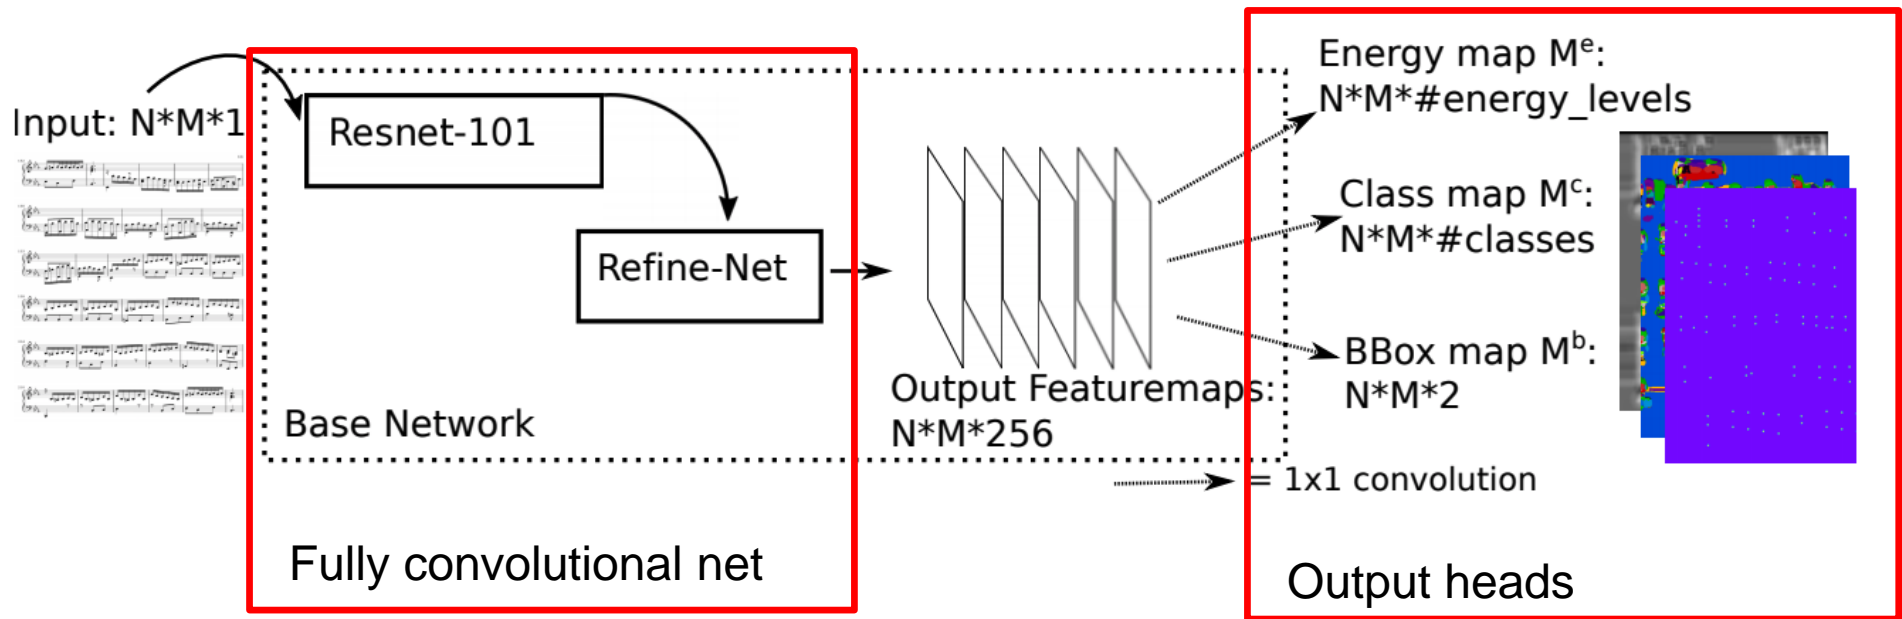 Input: N*M*1
Resnet-101
Refine-Net
Base Network
Output Featuremaps:
N*M*256
Energy map Mᵉ:
N*M*#energy_levels
Class map Mᶜ:
N*M*#classes
BBox map Mᵇ:
N*M*2
= 1x1 convolution
Fully convolutional net
Output heads